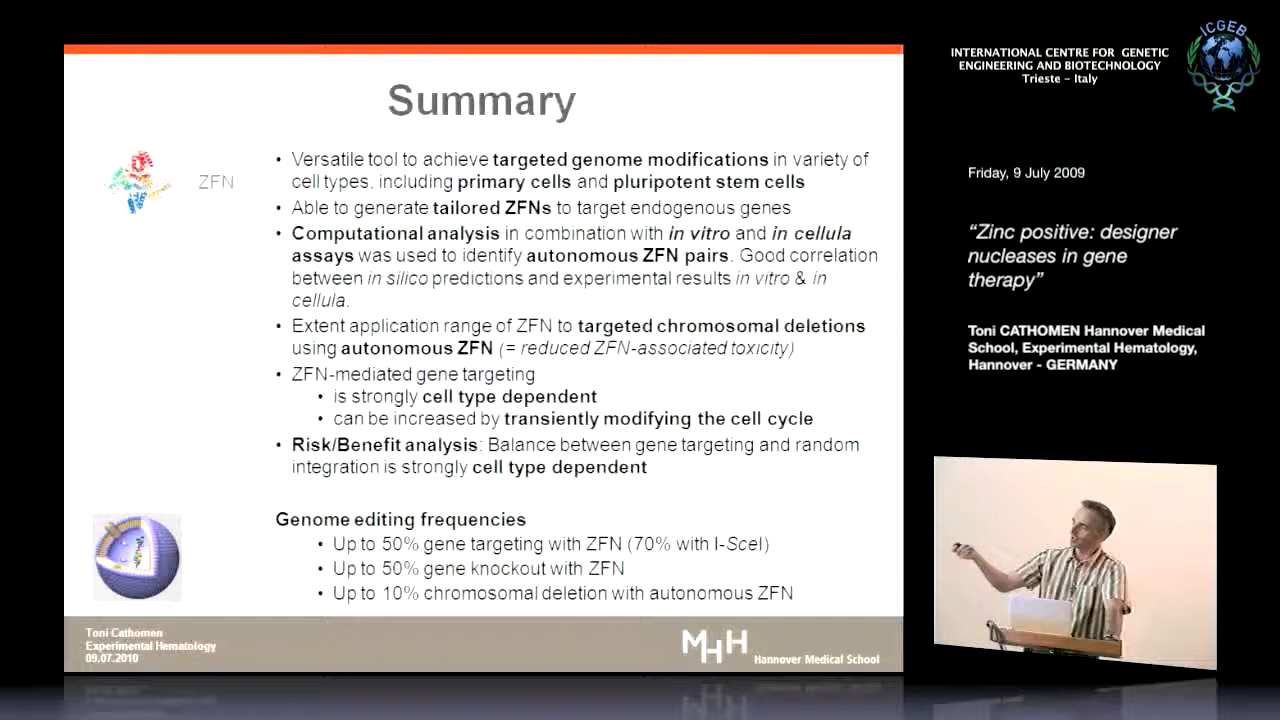 Summary
ZFN
• Versatile tool to achieve targeted genome modifications in variety of
cell types, including primary cells and pluripotent stem cells
• Able to generate tailored ZFNs to target endogenous genes
• Computational analysis in combination with in vitro and in cellula
assays was used to identify autonomous ZFN pairs. Good correlation
between in silico predictions and experimental results in vitro & in
cellula.
• Extent application range of ZFN to targeted chromosomal deletions
using autonomous ZFN (= reduced ZFN-associated toxicity)
• ZFN-mediated gene targeting
• is strongly cell type dependent
• can be increased by transiently modifying the cell cycle
• Risk/Benefit analysis: Balance between gene targeting and random
integration is strongly cell type dependent
Genome editing frequencies
• Up to 50% gene targeting with ZFN (70% with I-SceI)
• Up to 50% gene knockout with ZFN
• Up to 10% chromosomal deletion with autonomous ZFN
Toni Cathomen
Experimental Hematology
09.07.2010
MHH
Hannover Medical School
INTERNATIONAL CENTRE FOR GENETIC
ENGINEERING AND BIOTECHNOLOGY
Trieste - Italy
ICGEB
Friday, 9 July 2009
“Zinc positive: designer
nucleases in gene
therapy”
Toni CATHOMEN Hannover Medical
School, Experimental Hematology,
Hannover - GERMANY